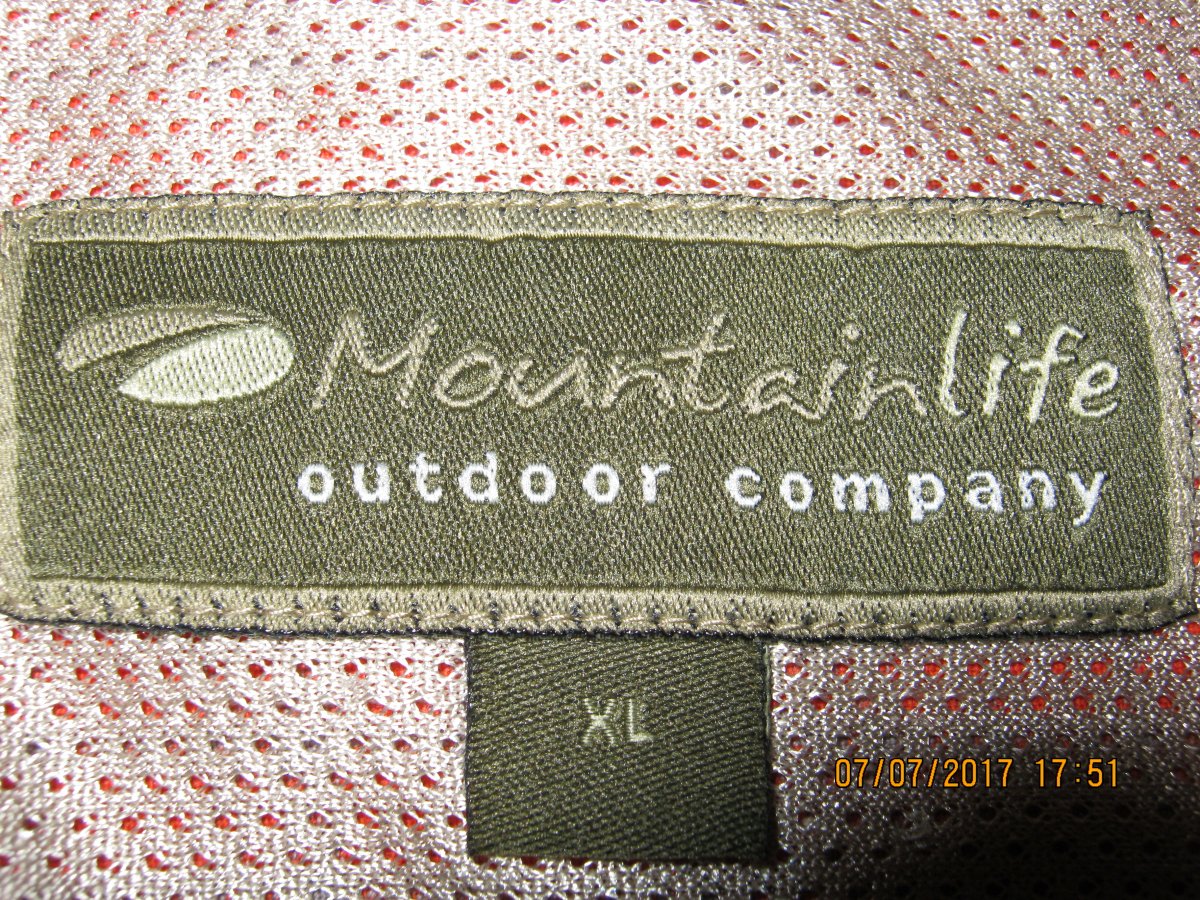 Mountainlife
outdoor company
XL
07/07/2017 17:51